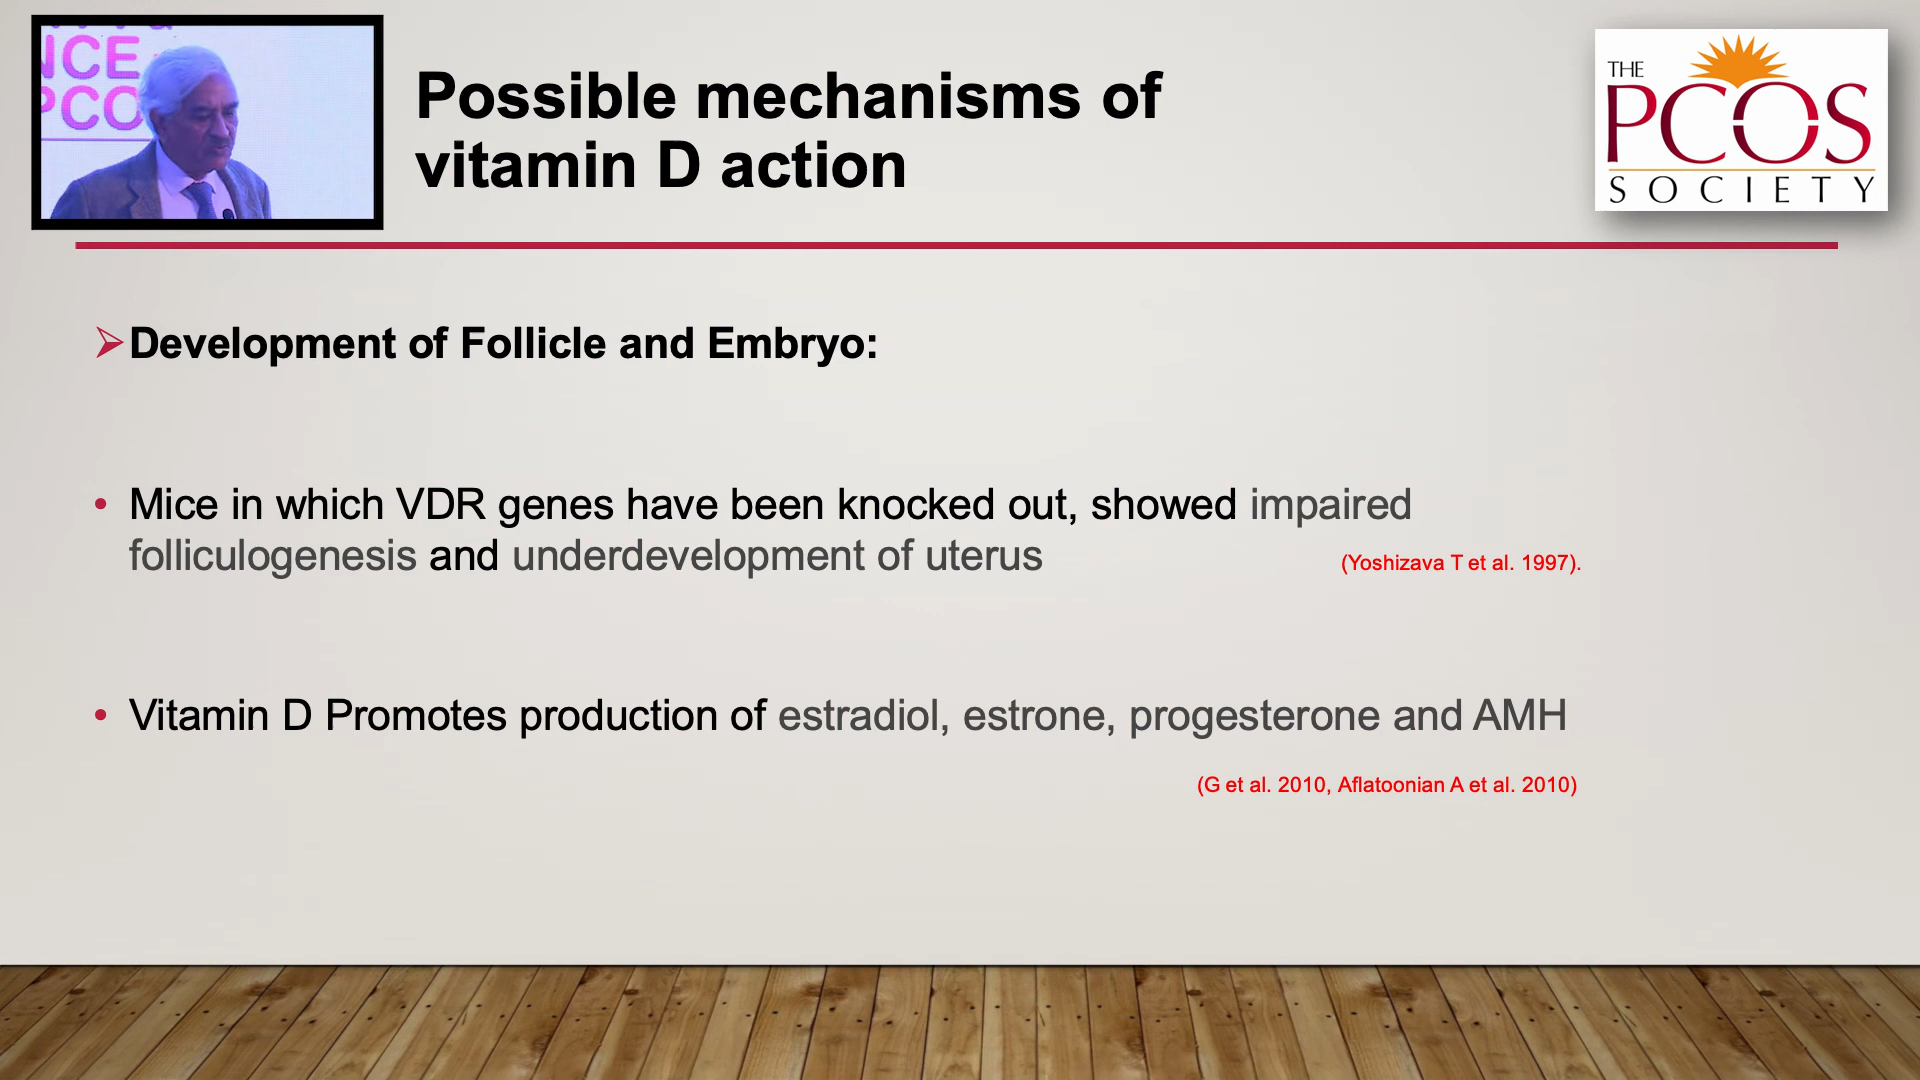 NCE
PCO
Possible mechanisms of
vitamin D action
THE
PCOS
SOCIETY
➢Development of Follicle and Embryo:
• Mice in which VDR genes have been knocked out, showed impaired
folliculogenesis and underdevelopment of uterus (Yoshizava T et al. 1997).
• Vitamin D Promotes production of estradiol, estrone, progesterone and AMH
(G et al. 2010, Aflatoonian A et al. 2010)